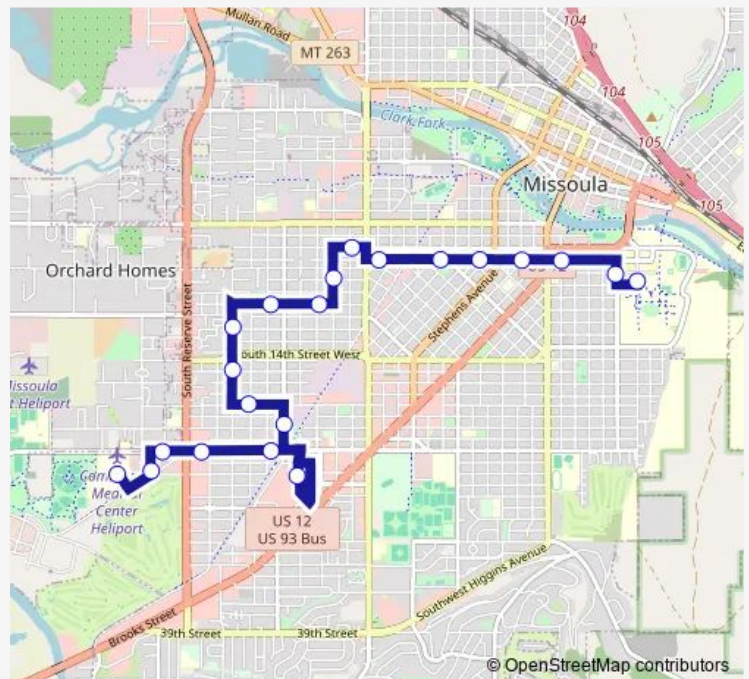 Mullan Road
104
MT 263
104
Clark Fork
105
Missoula
105
Orchard Homes
South Reserve Street
Stephens Avenue
South 14th Street West
Missoula
t Heliport
Com
Me
Center
Heliport
US 12
US 93 Bus
Southwest Higgins Avenue
Brooks Street
39th Street
39th Street
© OpenStreetMap contributors